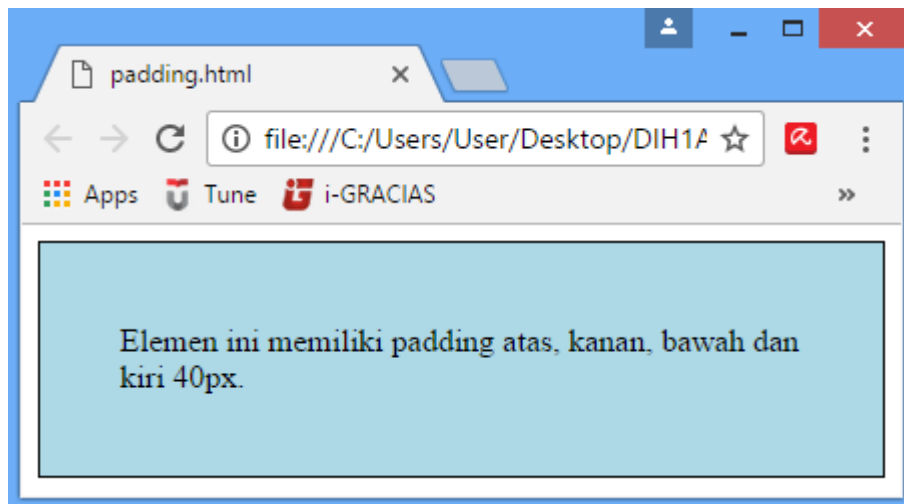 padding.html
file:///C:/Users/User/Desktop/DIH1A
Apps Tune i-GRACIAS
Elemen ini memiliki padding atas, kanan, bawah dan
kiri 40px.